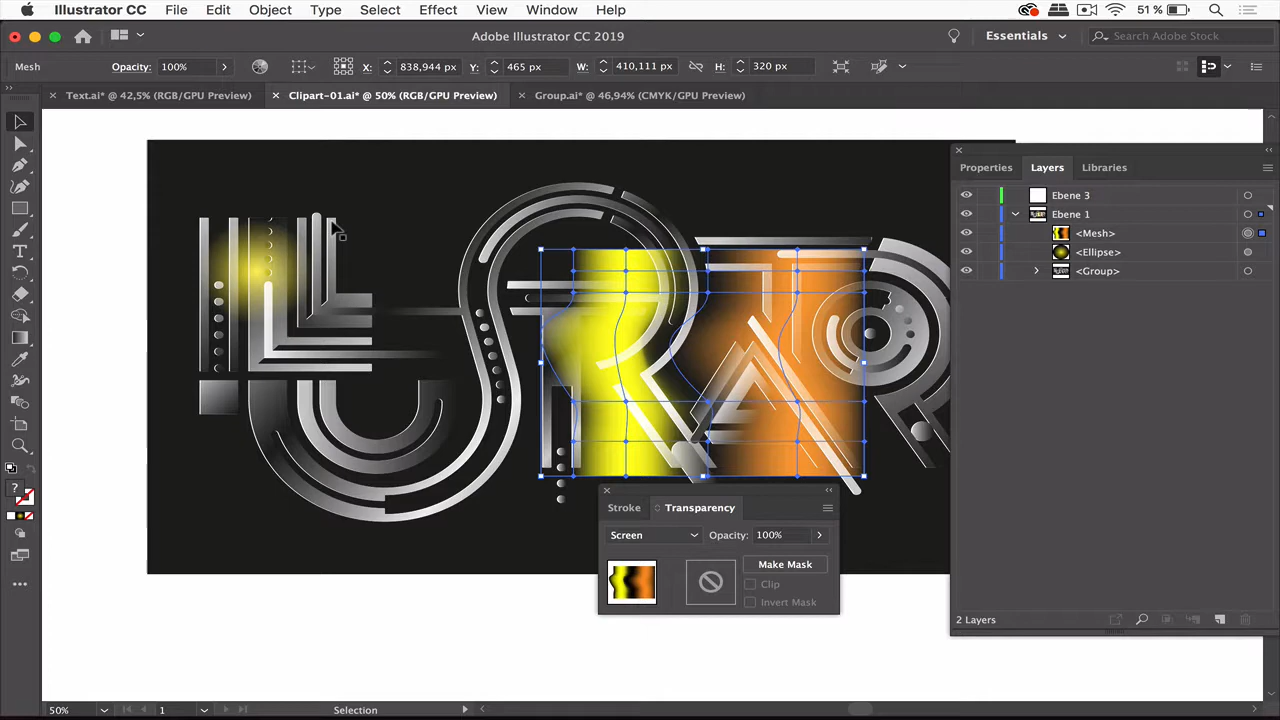 Illustrator CC File Edit Object Type Select Effect View Window Help 51 %
Adobe Illustrator CC 2019 Essentials Search Adobe Stock
Mesh Opacity: 100% X: 838,944 pr Y: 465 px W: 410,111 px H: 320 px
Text.ai* @ 42,5% (RGB/GPU Preview) Clipart-01.ai* @ 50% (RGB/GPU Preview) Group.ai* @ 46,94% (CMYK/GPU Preview)
Properties Layers Libraries
Ebene 3
Ebene 1
<Mesh>
<Ellipse>
<Group>
Stroke Transparency
Screen Opacity: 100%
Make Mask
Clip
Invert Mask
2 Layers
50% 1 Selection